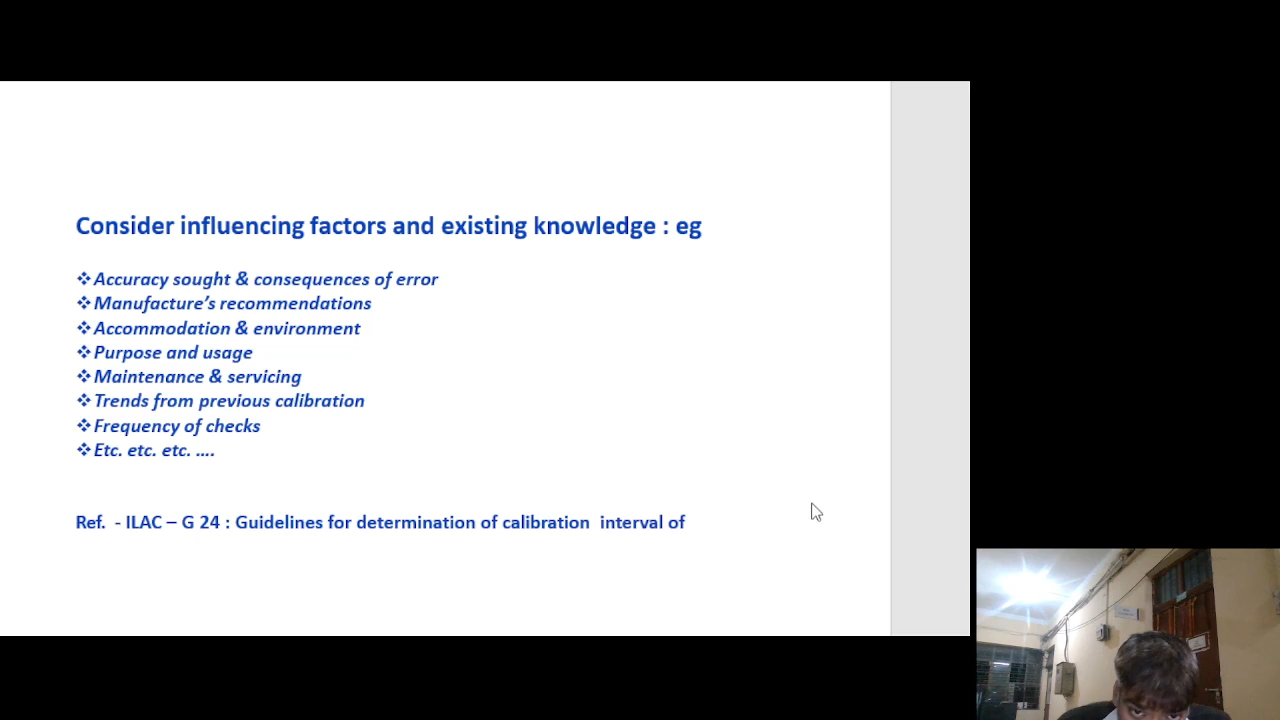 Consider influencing factors and existing knowledge : eg
❖Accuracy sought & consequences of error
❖Manufacture's recommendations
❖Accommodation & environment
❖Purpose and usage
❖Maintenance & servicing
❖Trends from previous calibration
❖Frequency of checks
❖Etc. etc. etc. ....
Ref. - ILAC – G 24 : Guidelines for determination of calibration interval of